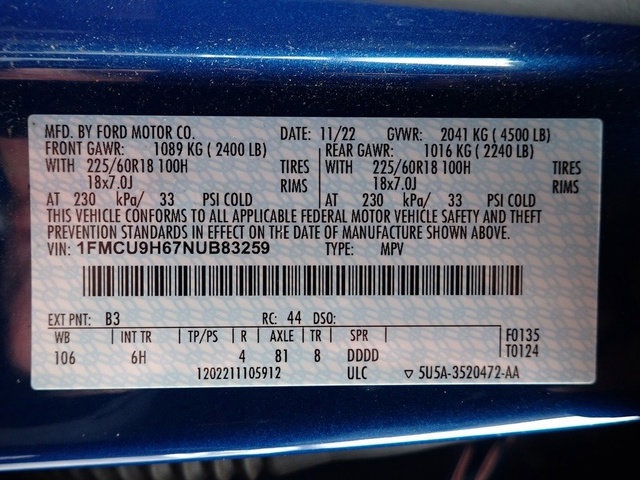 MFD. BY FORD MOTOR CO. DATE: 11/22 GVWR: 2041 KG ( 4500 LB)
FRONT GAWR: 1089 KG ( 2400 LB) REAR GAWR: 1016 KG ( 2240 LB)
WITH 225/60R18 100H TIRES WITH 225/60R18 100H TIRES
18x7.0J RIMS 18x7.0J RIMS
AT 230 kPa/ 33 PSI COLD AT 230 kPa/ 33 PSI COLD
THIS VEHICLE CONFORMS TO ALL APPLICABLE FEDERAL MOTOR VEHICLE SAFETY AND THEFT
PREVENTION STANDARDS IN EFFECT ON THE DATE OF MANUFACTURE SHOWN ABOVE.
VIN: 1FMCU9H67NUB83259 TYPE: MPV
EXT PNT: B3 RC: 44 DSO:
WB INT TR TP/PS R AXLE TR SPR F0135
106 6H 4 81 8 DDDD T0124
1202211105912 ULC ▽ 5U5A-3520472-AA